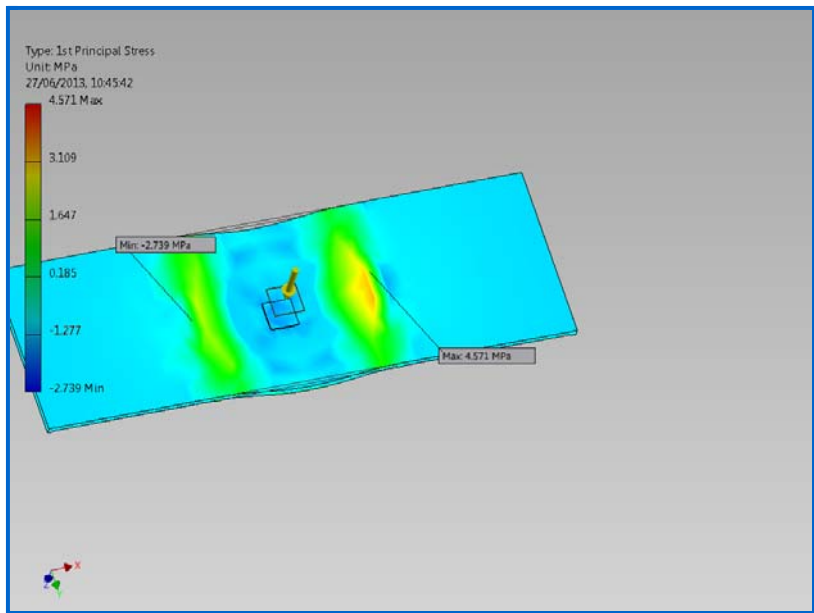 Type: 1st Principal Stress
Unit: MPa
27/06/2013, 10:45:42
4.571 Max
3.109
1.647
Min: -2.739 MPa
0.185
-1.277
Max: 4.571 MPa
-2.739 Min
X
Z
Y